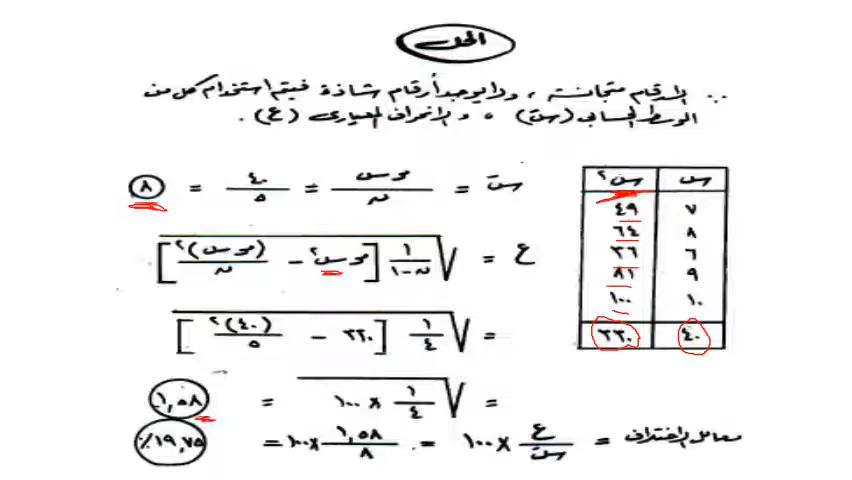 الحل
∵ الأرقام متجانسة ، ولا يوجد أرقام شاذة فيتم استخدام كل من
الوسط الحسابي (سَ) ، والانحراف المعياري (ع) .
س | س٢
٧ | ٤٩
٨ | ٦٤
٦ | ٣٦
٩ | ٨١
١٠ | ١٠٠
٤٠ | ٣٣٠
سَ = مجـ س / ن = ٤٠ / ٥ = ٨
ع = √ ١ / ن-١ [ مجـ س٢ - (مجـ س)٢ / ن ]
= √ ١ / ٤ [ ٣٣٠ - (٤٠)٢ / ٥ ]
= √ ١ / ٤ × ١٠٠ = ١,٥٨
معامل الاختلاف = ع / سَ × ١٠٠ = ١,٥٨ / ٨ × ١٠٠ = ١٩,٧٥٪